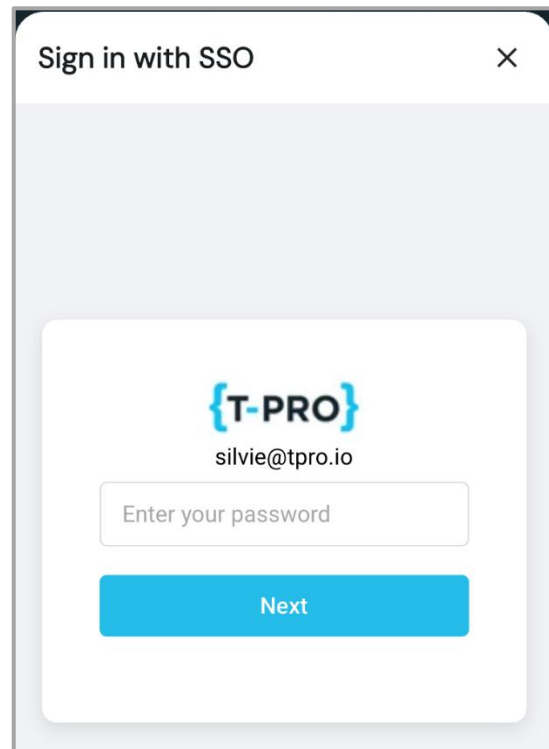 Sign in with SSO
{T-PRO}
silvie@tpro.io
Enter your password
Next